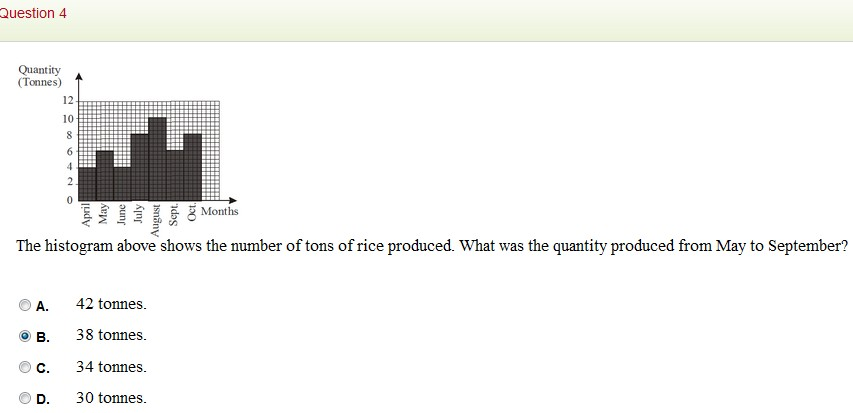 Question 4
Quantity
(Tonnes)
12
10
8
6
4
2
0
April
May
June
July
August
Sept.
Oct.
Months
The histogram above shows the number of tons of rice produced. What was the quantity produced from May to September?
A. 42 tonnes.
B. 38 tonnes.
C. 34 tonnes.
D. 30 tonnes.